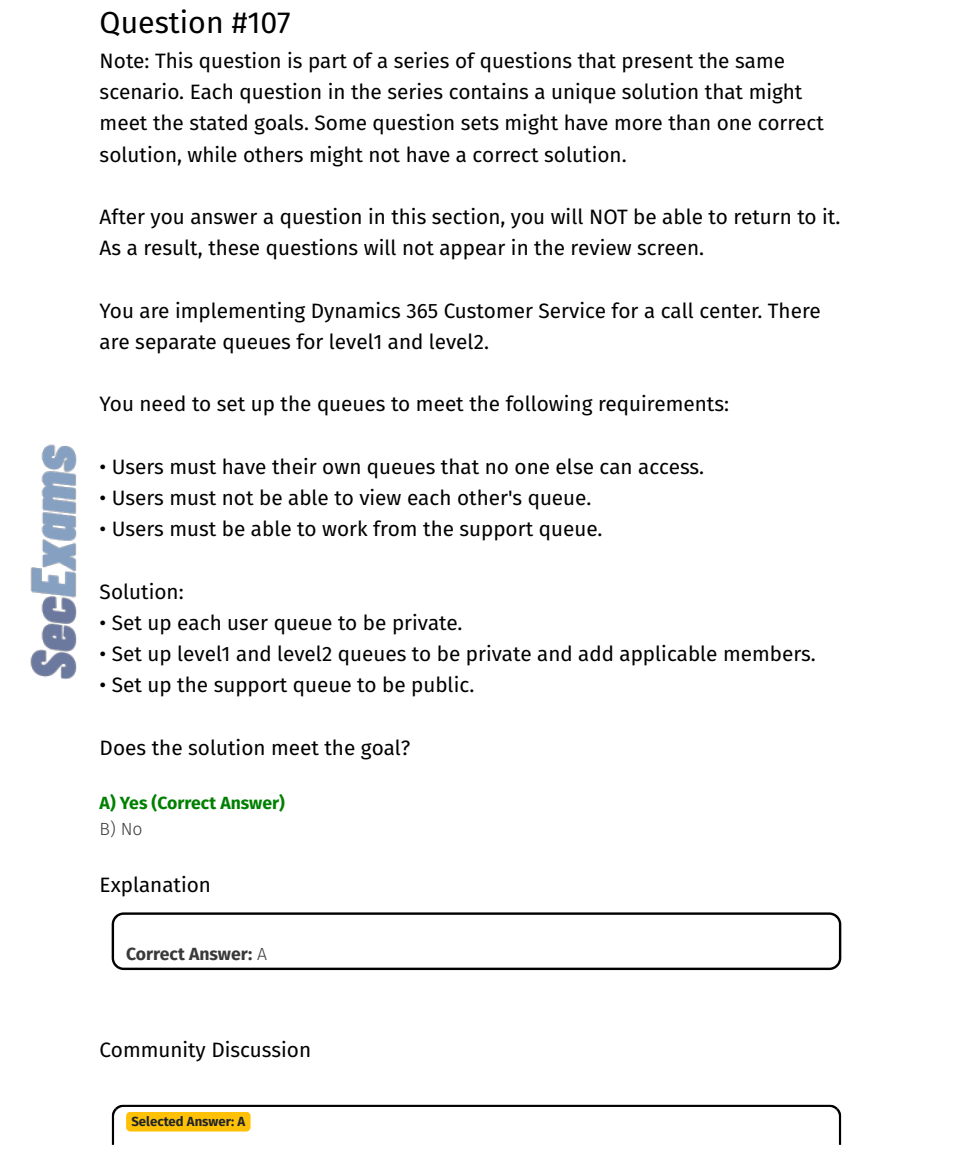 Question #107
Note: This question is part of a series of questions that present the same
scenario. Each question in the series contains a unique solution that might
meet the stated goals. Some question sets might have more than one correct
solution, while others might not have a correct solution.
After you answer a question in this section, you will NOT be able to return to it.
As a result, these questions will not appear in the review screen.
You are implementing Dynamics 365 Customer Service for a call center. There
are separate queues for level1 and level2.
You need to set up the queues to meet the following requirements:
• Users must have their own queues that no one else can access.
• Users must not be able to view each other's queue.
• Users must be able to work from the support queue.
Solution:
• Set up each user queue to be private.
• Set up level1 and level2 queues to be private and add applicable members.
• Set up the support queue to be public.
Does the solution meet the goal?
A) Yes (Correct Answer)
B) No
Explanation
Correct Answer: A
Community Discussion
Selected Answer: A
SecExams